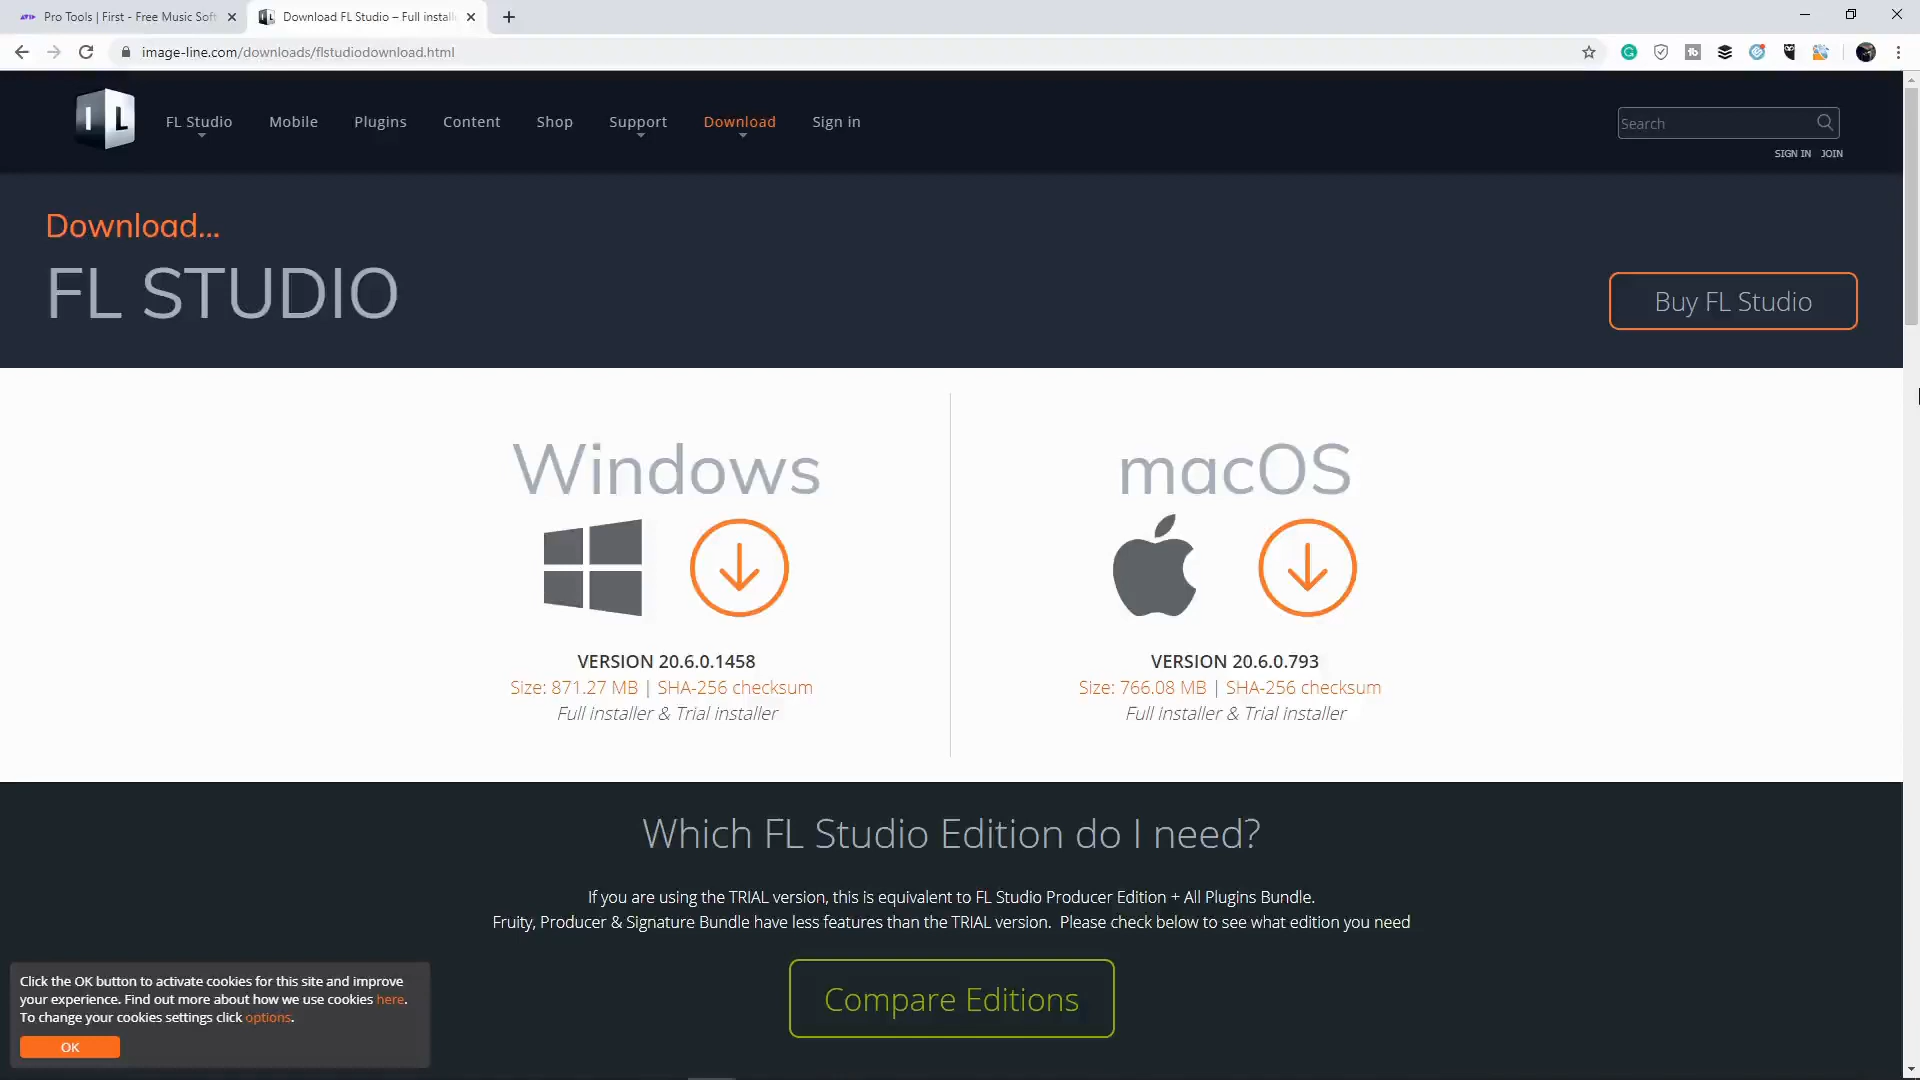 Pro Tools | First - Free Music Soft
Download FL Studio – Full install
image-line.com/downloads/flstudiodownload.html
IL
FL Studio
Mobile
Plugins
Content
Shop
Support
Download
Sign in
Search
SIGN IN JOIN
Download...
FL STUDIO
Buy FL Studio
Windows
VERSION 20.6.0.1458
Size: 871.27 MB | SHA-256 checksum
Full installer & Trial installer
macOS
VERSION 20.6.0.793
Size: 766.08 MB | SHA-256 checksum
Full installer & Trial installer
Which FL Studio Edition do I need?
If you are using the TRIAL version, this is equivalent to FL Studio Producer Edition + All Plugins Bundle.
Fruity, Producer & Signature Bundle have less features than the TRIAL version. Please check below to see what edition you need
Compare Editions
Click the OK button to activate cookies for this site and improve
your experience. Find out more about how we use cookies here.
To change your cookies settings click options.
OK